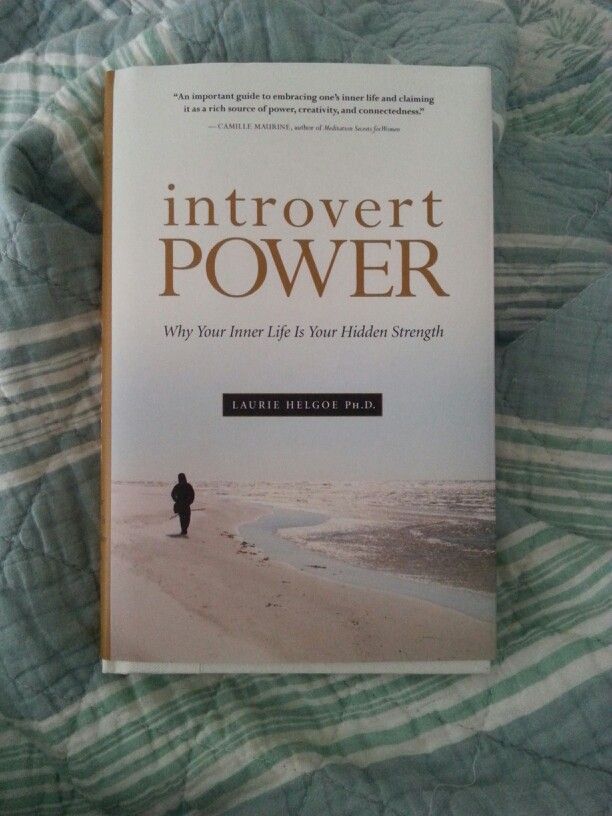 “An important guide to embracing one’s inner life and claiming
it as a rich source of power, creativity, and connectedness.”
— CAMILLE MAURINE, author of Meditation Secrets for Women
introvert
POWER
Why Your Inner Life Is Your Hidden Strength
LAURIE HELGOE PH.D.